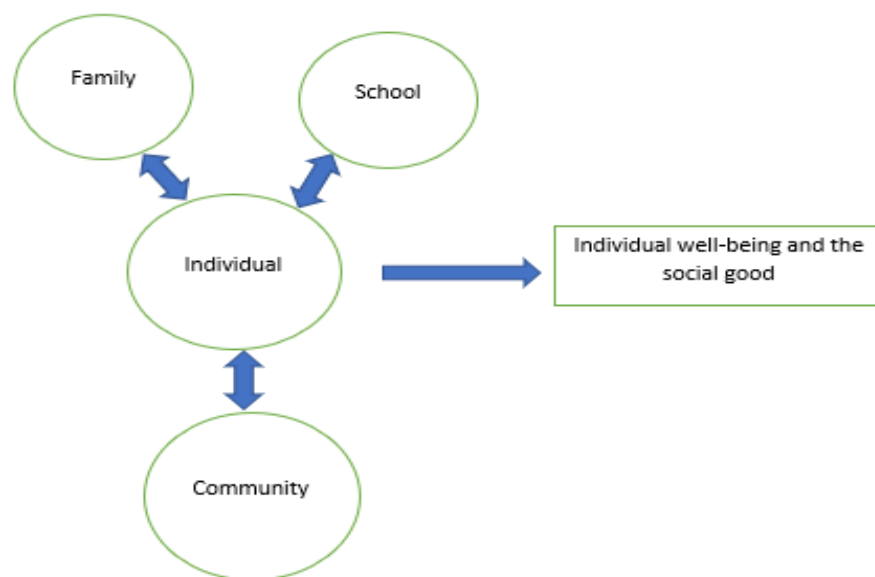 Family
School
Individual
Individual well-being and the
social good
Community